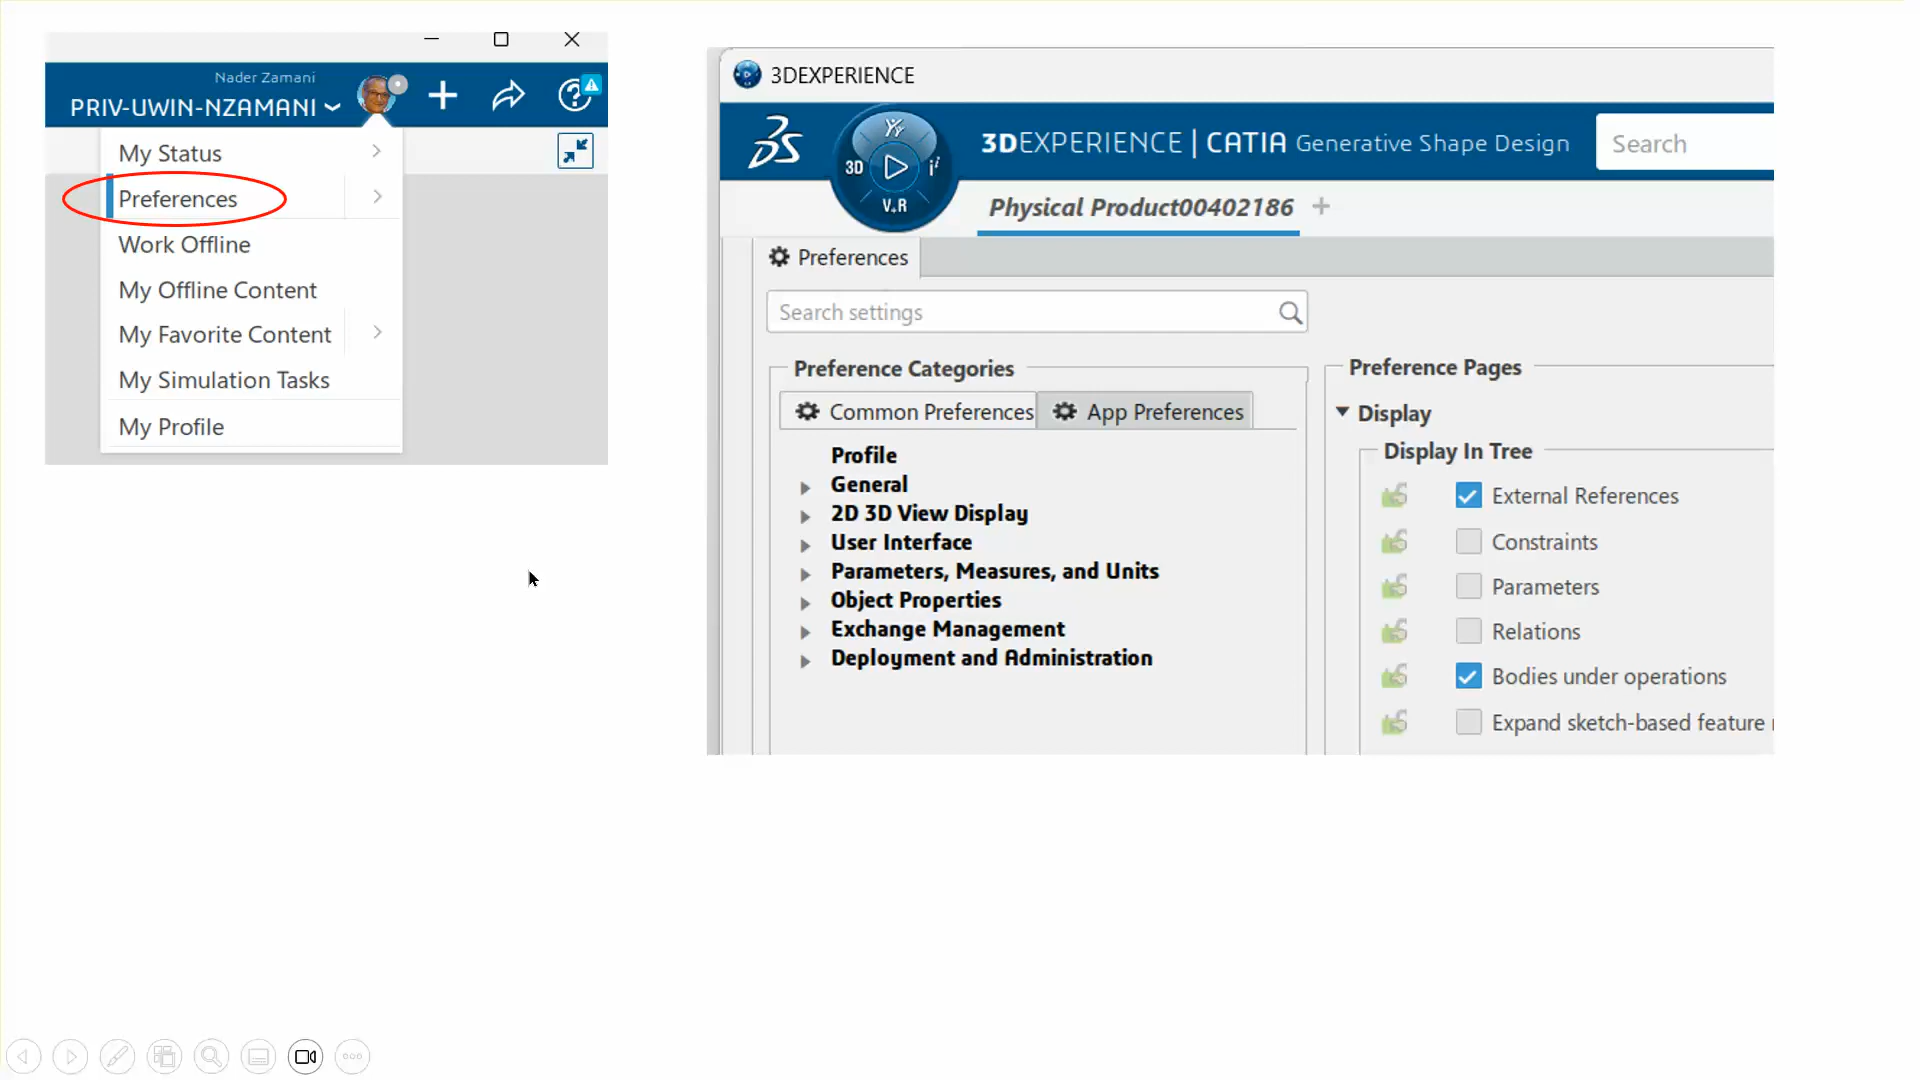 Nader Zamani
PRIV-UWIN-NZAMANI
My Status
Preferences
Work Offline
My Offline Content
My Favorite Content
My Simulation Tasks
My Profile
3DEXPERIENCE
3DEXPERIENCE | CATIA Generative Shape Design
Search
3D
V+R
Physical Product00402186 +
Preferences
Search settings
Preference Categories
Common Preferences
App Preferences
Profile
General
2D 3D View Display
User Interface
Parameters, Measures, and Units
Object Properties
Exchange Management
Deployment and Administration
Preference Pages
Display
Display In Tree
External References
Constraints
Parameters
Relations
Bodies under operations
Expand sketch-based feature